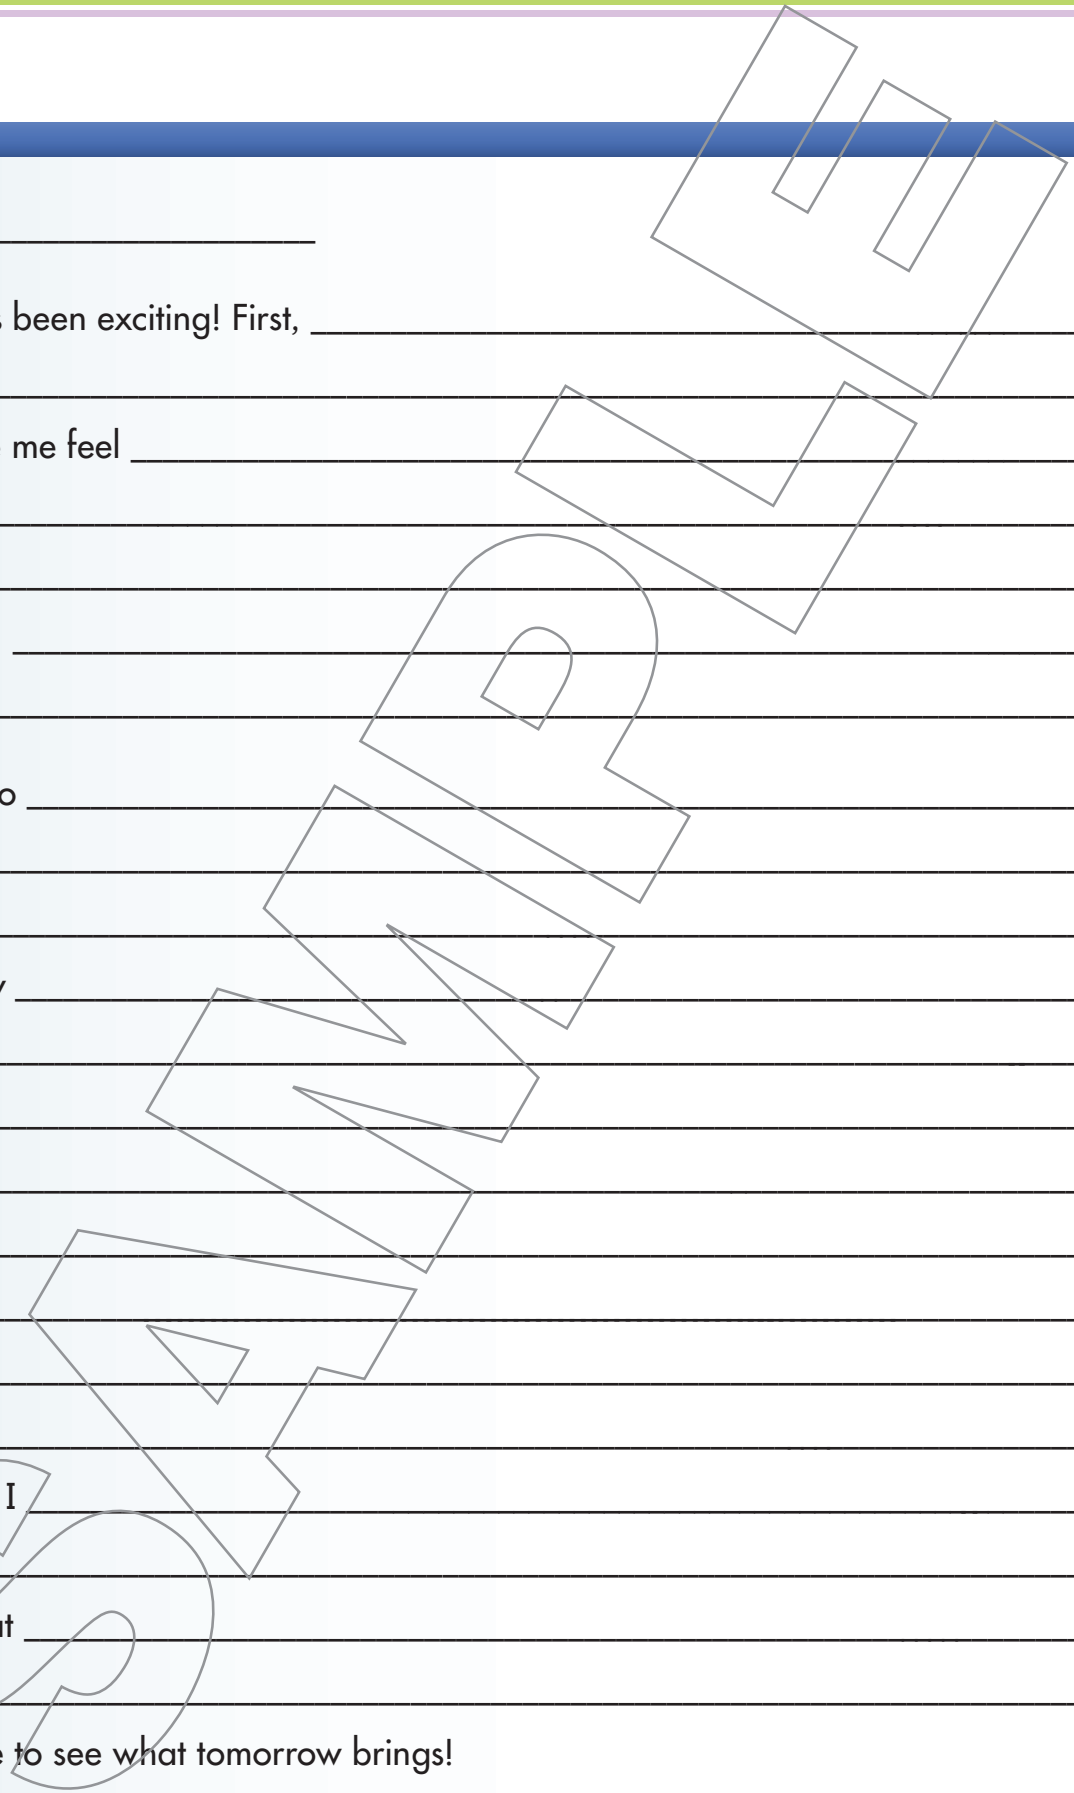 been exciting! First,
me feel
I
to see what tomorrow brings!
SAMPLE